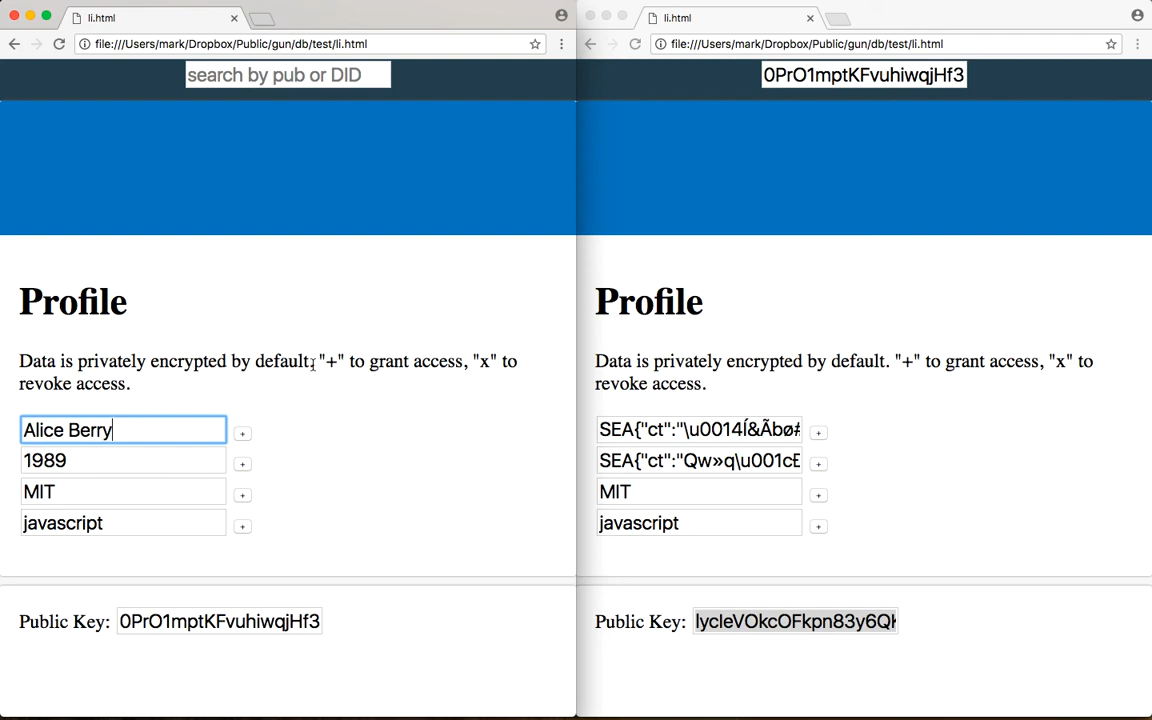 li.html
file:///Users/mark/Dropbox/Public/gun/db/test/li.html
search by pub or DID
Profile
Data is privately encrypted by default. "+" to grant access, "x" to
revoke access.
Alice Berry +
1989 +
MIT +
javascript +
Public Key: 0PrO1mptKFvuhiwqjHf3
li.html
file:///Users/mark/Dropbox/Public/gun/db/test/li.html
0PrO1mptKFvuhiwqjHf3
Profile
Data is privately encrypted by default. "+" to grant access, "x" to
revoke access.
SEA{"ct":"\u0014Í&Ãbø +
SEA{"ct":"Qw»q\u001c£ +
MIT +
javascript +
Public Key: lycleVOkcOFkpn83y6Q